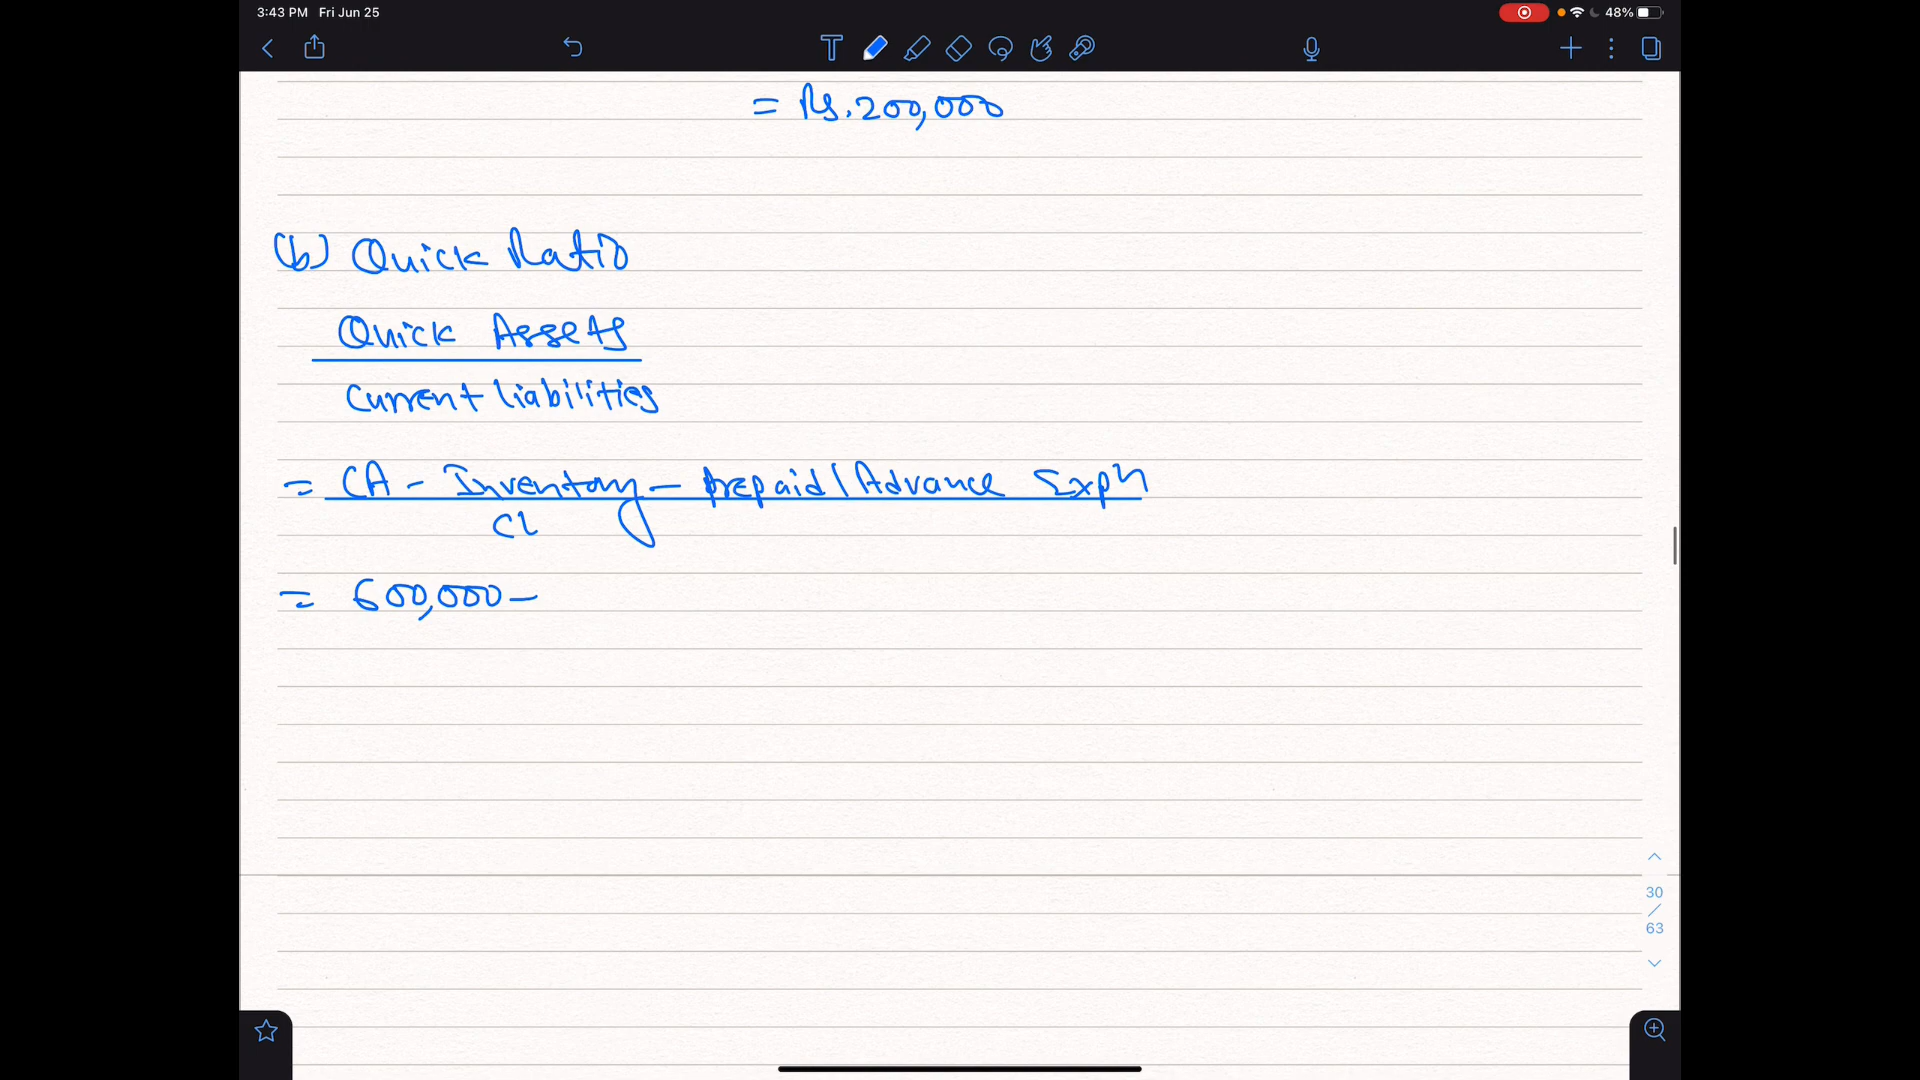 3:43 PM Fri Jun 25 48%
= Rs.200,000
(b) Quick Ratio
Quick Assets
Current liabilities
= CA - Inventory - prepaid/Advance Expn
CL
= 600,000 -
30
/
63